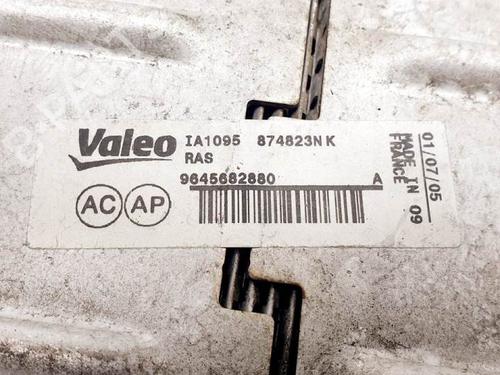 Valeo
IA1095 874823NK
RAS
9645682880 A
AC AP
01/07/05
MADE IN 09
FRANCE